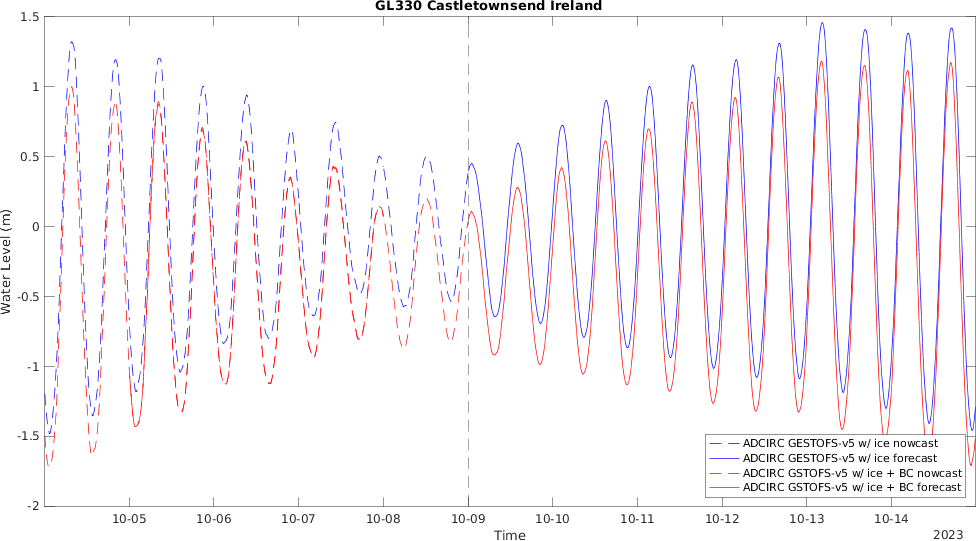 GL330 Castletownsend Ireland
1.5
1
0.5
0
-0.5
-1
-1.5
-2
Water Level (m)
10-05 10-06 10-07 10-08 10-09 10-10 10-11 10-12 10-13 10-14
Time
2023
ADCIRC GESTOFS-v5 w/ ice nowcast
ADCIRC GESTOFS-v5 w/ ice forecast
ADCIRC GSTOFS-v5 w/ ice + BC nowcast
ADCIRC GSTOFS-v5 w/ ice + BC forecast